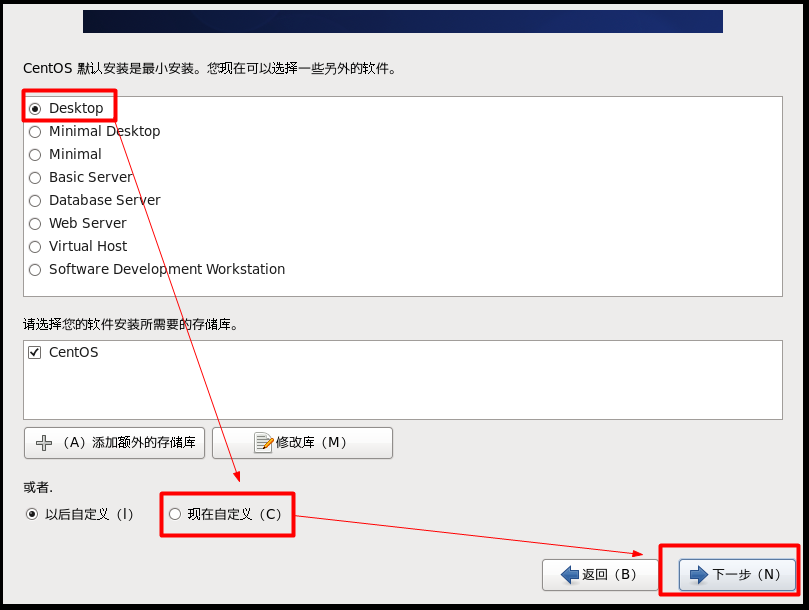 CentOS 默认安装是最小安装。您现在可以选择一些另外的软件。
Desktop
Minimal Desktop
Minimal
Basic Server
Database Server
Web Server
Virtual Host
Software Development Workstation
请选择您的软件安装所需要的存储库。
CentOS
（A）添加额外的存储库 修改库（M）
或者.
以后自定义（l） 现在自定义（C）
返回（B） 下一步（N）